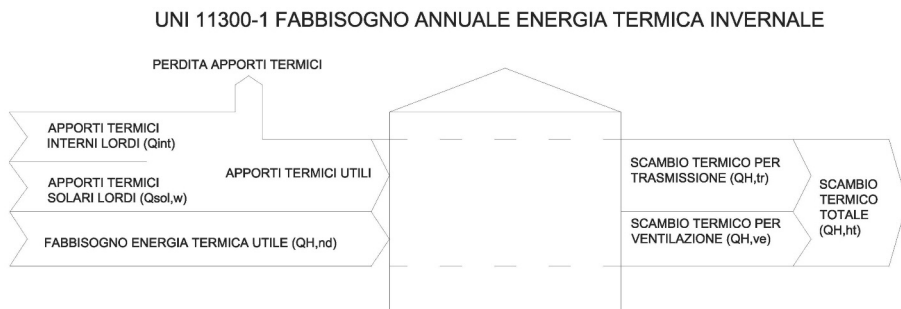 UNI 11300-1 FABBISOGNO ANNUALE ENERGIA TERMICA INVERNALE
PERDITA APPORTI TERMICI
APPORTI TERMICI
INTERNI LORDI (Qint)
APPORTI TERMICI UTILI
APPORTI TERMICI
SOLARI LORDI (Qsol,w)
FABBISOGNO ENERGIA TERMICA UTILE (QH,nd)
SCAMBIO TERMICO PER
TRASMISSIONE (QH,tr)
SCAMBIO TERMICO PER
VENTILAZIONE (QH,ve)
SCAMBIO
TERMICO
TOTALE
(QH,ht)